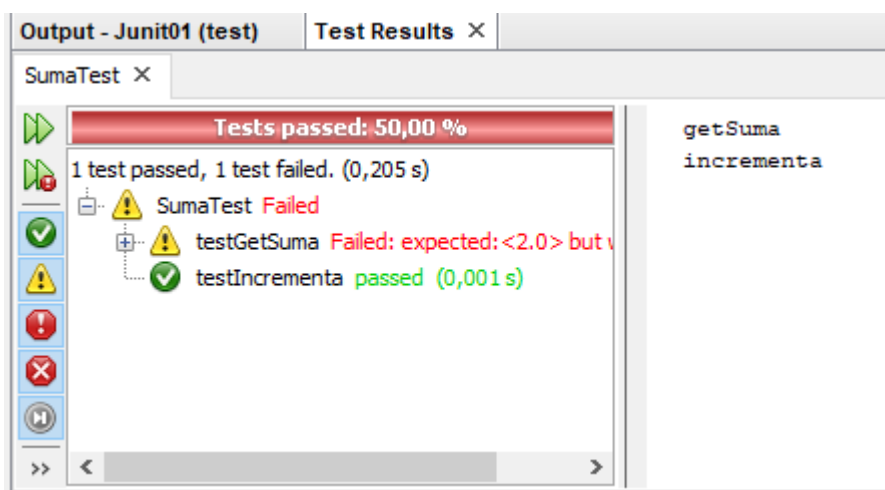 Output - Junit01 (test) Test Results ×
SumaTest ×
Tests passed: 50,00 %
1 test passed, 1 test failed. (0,205 s)
SumaTest Failed
testGetSuma Failed: expected:<2.0> but
testIncrementa passed (0,001 s)
getSuma
incrementa